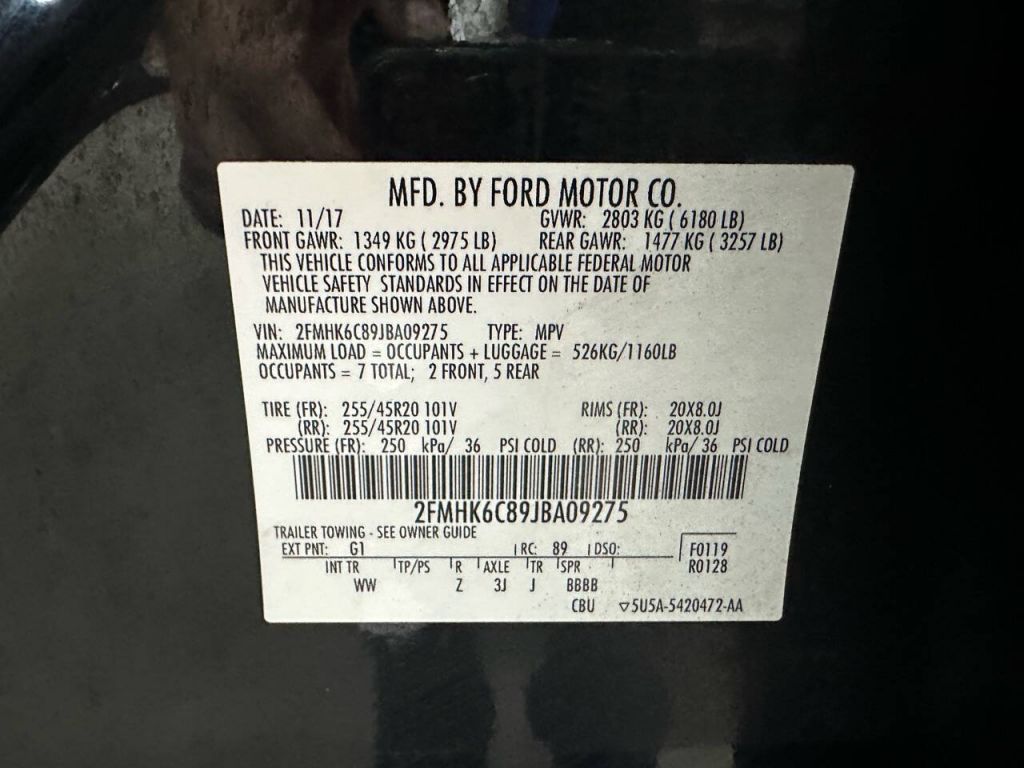 MFD. BY FORD MOTOR CO.
DATE: 11/17 GVWR: 2803 KG ( 6180 LB)
FRONT GAWR: 1349 KG ( 2975 LB) REAR GAWR: 1477 KG ( 3257 LB)
THIS VEHICLE CONFORMS TO ALL APPLICABLE FEDERAL MOTOR
VEHICLE SAFETY STANDARDS IN EFFECT ON THE DATE OF
MANUFACTURE SHOWN ABOVE.
VIN: 2FMHK6C89JBA09275 TYPE: MPV
MAXIMUM LOAD = OCCUPANTS + LUGGAGE = 526KG/1160LB
OCCUPANTS = 7 TOTAL; 2 FRONT, 5 REAR
TIRE (FR): 255/45R20 101V RIMS (FR): 20X8.0J
(RR): 255/45R20 101V (RR): 20X8.0J
PRESSURE (FR): 250 kPa/ 36 PSI COLD (RR): 250 kPa/ 36 PSI COLD
2FMHK6C89JBA09275
TRAILER TOWING - SEE OWNER GUIDE
EXT PNT: G1 RC: 89 DSO: F0119
INT TR TP/PS R AXLE TR SPR R0128
WW Z 3J J BBBB
CBU ▽5U5A-5420472-AA